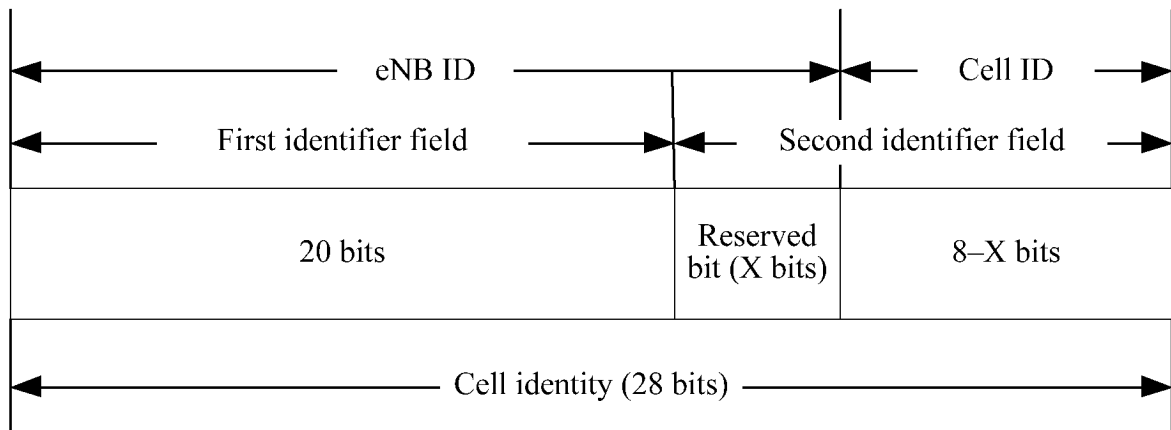 eNB ID
Cell ID
First identifier field
Second identifier field
20 bits
Reserved
bit (X bits)
8–X bits
Cell identity (28 bits)